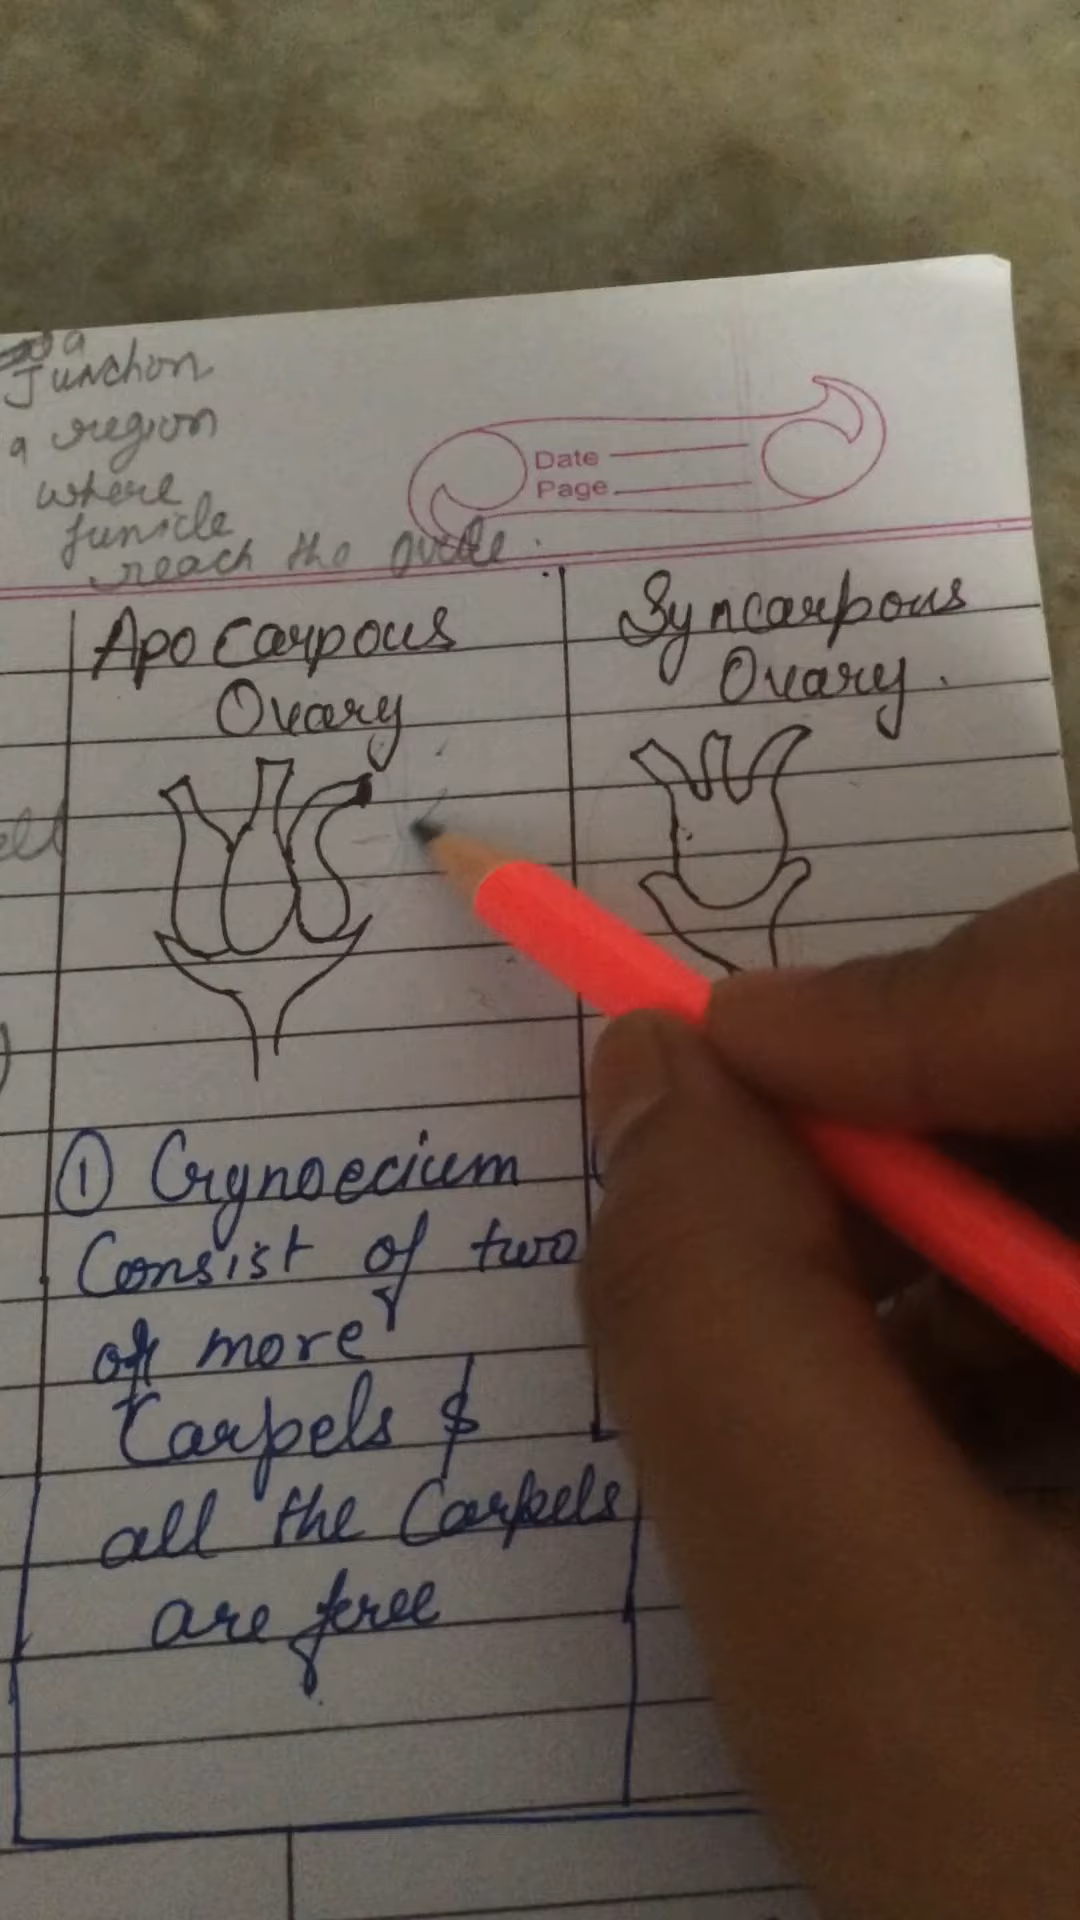 a
Junction
a region
where
funicle
reach the ovule.
Date
Page
Apocarpous
Ovary
Syncarpous
Ovary.
ell
① Gynoecium
Consist of two
or more
Carpels &
all the Carpels
are free